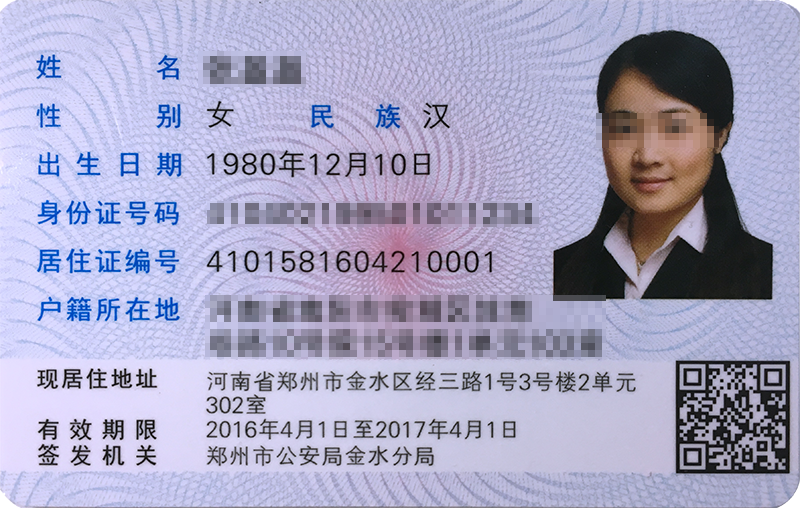 姓名
性别 女 民族 汉
出生日期 1980年12月10日
身份证号码
居住证编号 4101581604210001
户籍所在地
现居住地址 河南省郑州市金水区经三路1号3号楼2单元
302室
有效期限 2016年4月1日至2017年4月1日
签发机关 郑州市公安局金水分局